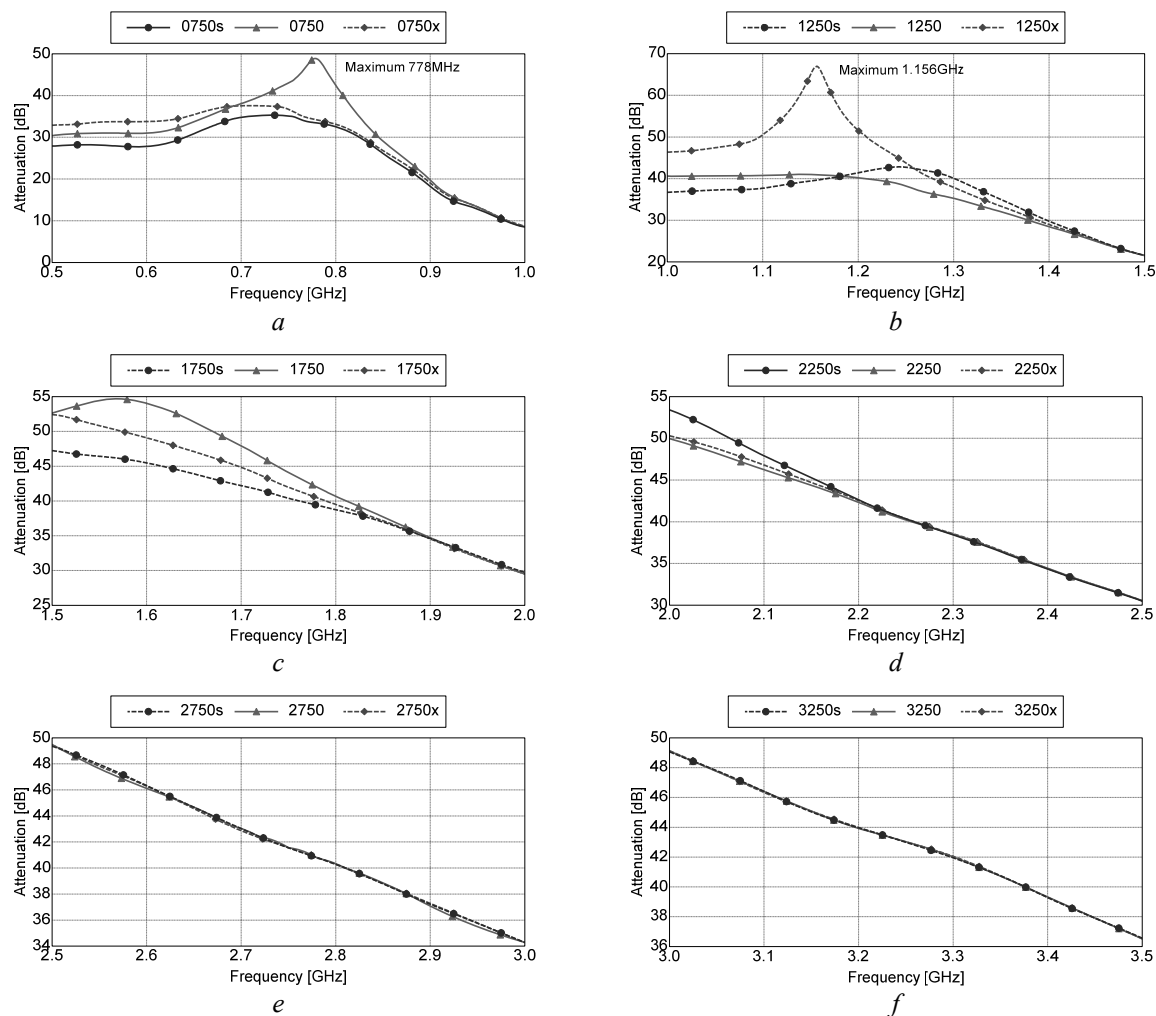 0750s 0750 0750x
Attenuation [dB]
50
40
30
20
10
0
Maximum 778MHz
0.5 0.6 0.7 0.8 0.9 1.0
Frequency [GHz]
a
1250s 1250 1250x
Attenuation [dB]
70
60
50
40
30
20
Maximum 1.156GHz
1.0 1.1 1.2 1.3 1.4 1.5
Frequency [GHz]
b
1750s 1750 1750x
Attenuation [dB]
55
50
45
40
35
30
25
1.5 1.6 1.7 1.8 1.9 2.0
Frequency [GHz]
c
2250s 2250 2250x
Attenuation [dB]
55
50
45
40
35
30
2.0 2.1 2.2 2.3 2.4 2.5
Frequency [GHz]
d
2750s 2750 2750x
Attenuation [dB]
50
48
46
44
42
40
38
36
34
2.5 2.6 2.7 2.8 2.9 3.0
Frequency [GHz]
e
3250s 3250 3250x
Attenuation [dB]
50
48
46
44
42
40
38
36
3.0 3.1 3.2 3.3 3.4 3.5
Frequency [GHz]
f